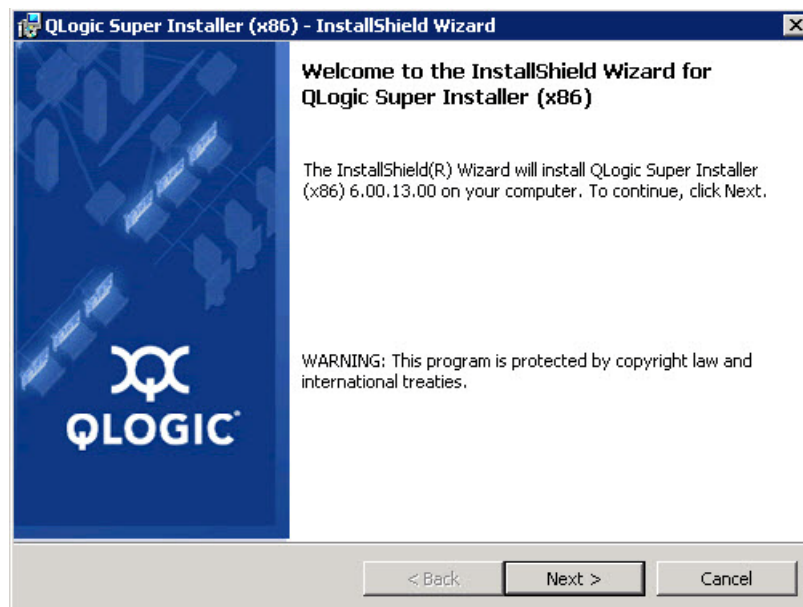 QLogic Super Installer (x86) - InstallShield Wizard
Welcome to the InstallShield Wizard for
QLogic Super Installer (x86)
The InstallShield(R) Wizard will install QLogic Super Installer
(x86) 6.00.13.00 on your computer. To continue, click Next.
WARNING: This program is protected by copyright law and
international treaties.
QLOGIC
< Back
Next >
Cancel